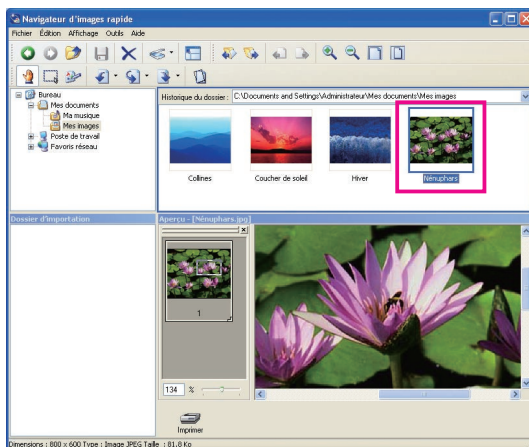 Navigateur d'images rapide
Fichier Édition Affichage Outils Aide
Bureau
Mes documents
Ma musique
Mes images
Poste de travail
Favoris réseau
Historique du dossier : C:\Documents and Settings\Administrateur\Mes documents\Mes images
Collines Coucher de soleil Hiver Nénuphars
Dossier d'importation
Aperçu - [Nénuphars.jpg]
1
134 %
Imprimer
Dimensions : 800 x 600 Type : Image JPEG Taille : 81,8 Ko